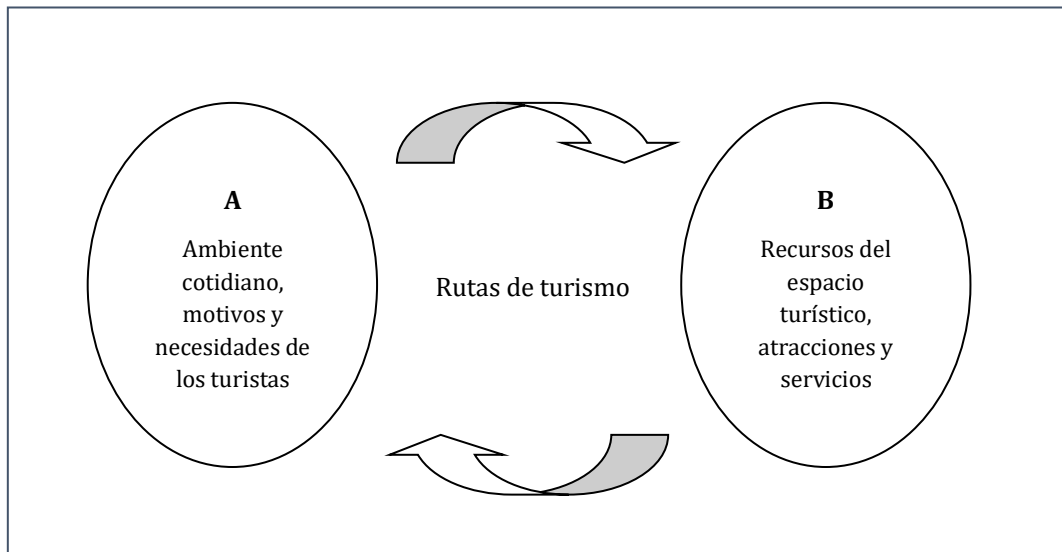 A
Ambiente
cotidiano,
motivos y
necesidades de
los turistas
Rutas de turismo
B
Recursos del
espacio
turístico,
atracciones y
servicios